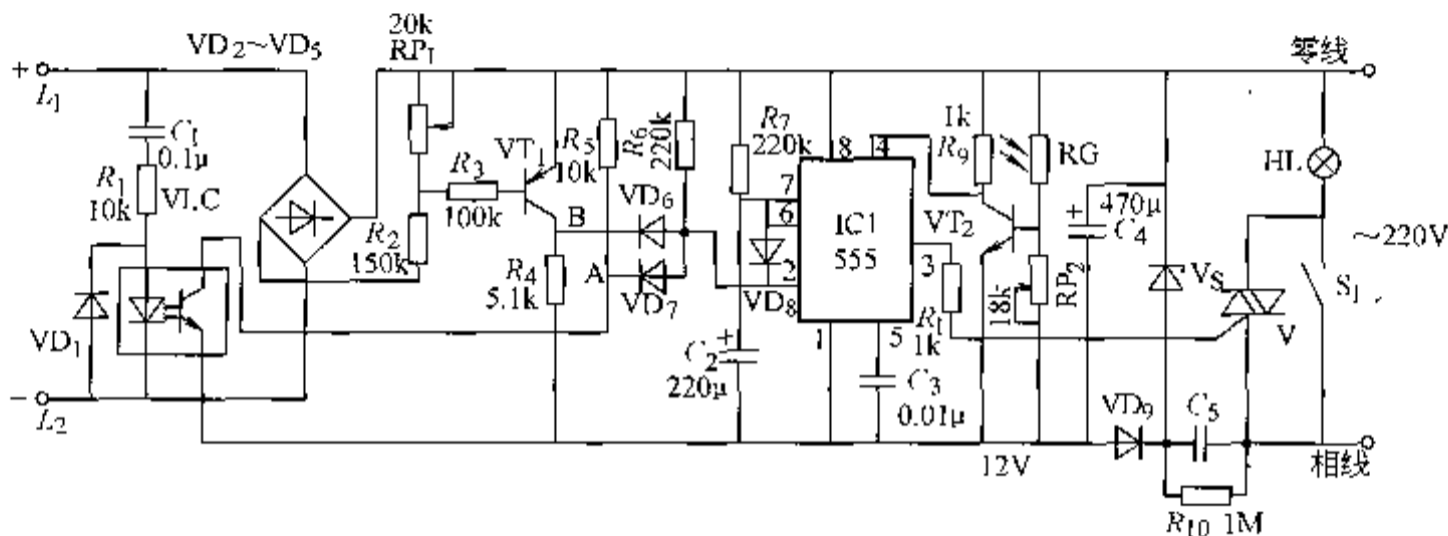 20k
RP1
VD2~VD5
零线
+
L1
C1
0.1μ
R1
10k
VLC
R3
100k
VT1
R5
10k
R6
220k
R7
220k
8
4
1k
R9
RG
HL
7
6
2
IC1
555
3
VT2
470μ
+
C4
~220V
VD6
B
R2
150k
R4
5.1k
A
VD7
VD8
1
5
1k
18k
RP2
VS
V
S1
VD1
C2
+
220μ
C3
0.01μ
VD9
C5
-
L2
12V
相线
R10 1M